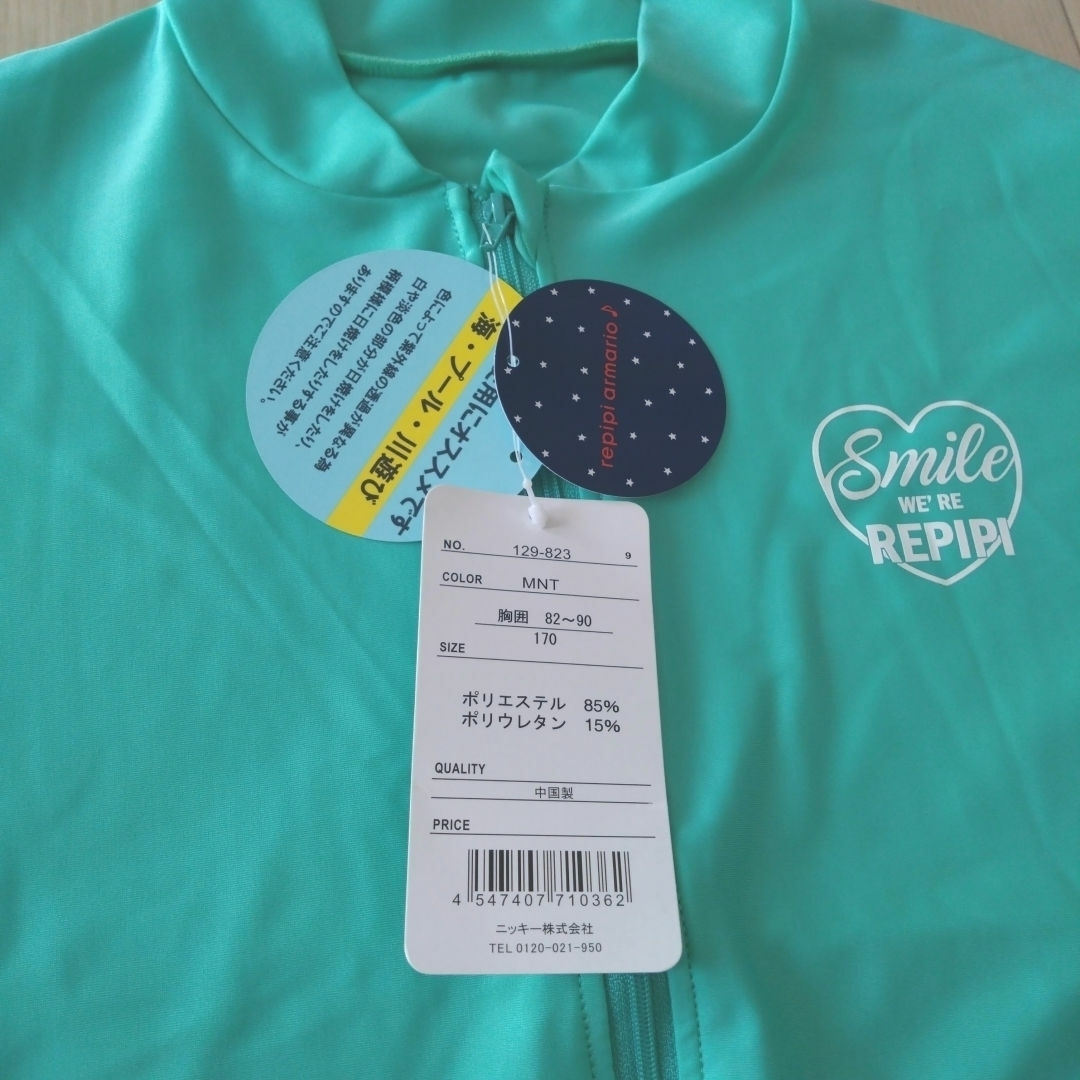 色によって紫外線の透過が異なる為
白や淡色の部分が日焼けをしたり、
柄模様に日焼けをしたりする事が
ありますのでご注意ください。
海・プール・川遊び
用にオススメです
repipi armario♪
Smile
WE'RE
REPIPI
NO. 129-823 9
COLOR MNT
胸囲 82〜90
170
SIZE
ポリエステル 85%
ポリウレタン 15%
QUALITY
中国製
PRICE
4 547407 710362
ニッキー株式会社
TEL 0120-021-950